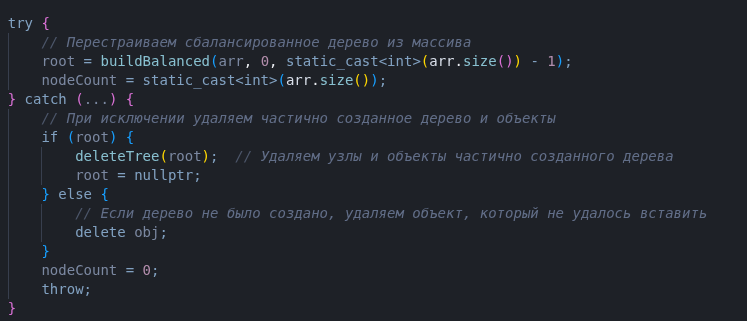 try {
    // Перестраиваем сбалансированное дерево из массива
    root = buildBalanced(arr, 0, static_cast<int>(arr.size()) - 1);
    nodeCount = static_cast<int>(arr.size());
} catch (...) {
    // При исключении удаляем частично созданное дерево и объекты
    if (root) {
        deleteTree(root);  // Удаляем узлы и объекты частично созданного дерева
        root = nullptr;
    } else {
        // Если дерево не было создано, удаляем объект, который не удалось вставить
        delete obj;
    }
    nodeCount = 0;
    throw;
}